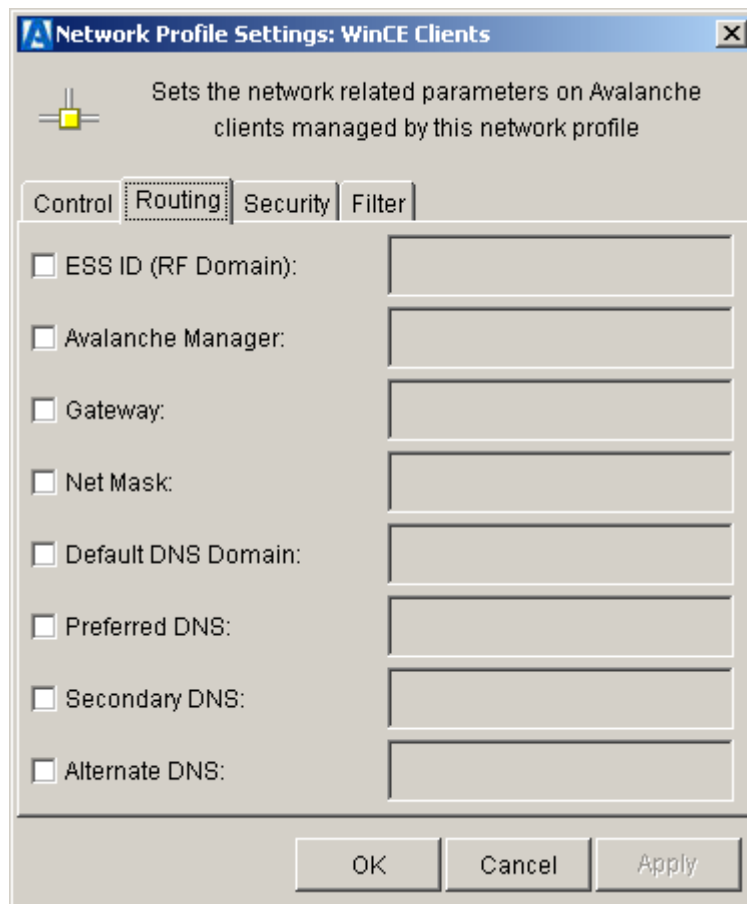 Network Profile Settings: WinCE Clients
Sets the network related parameters on Avalanche
clients managed by this network profile
Control Routing Security Filter
ESS ID (RF Domain):
Avalanche Manager:
Gateway:
Net Mask:
Default DNS Domain:
Preferred DNS:
Secondary DNS:
Alternate DNS:
OK Cancel Apply